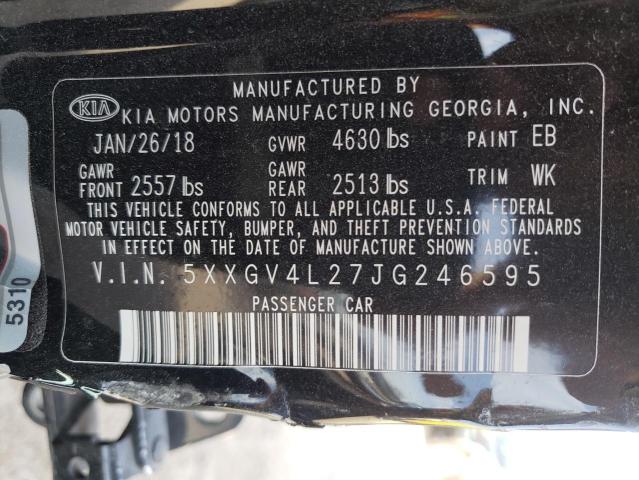 MANUFACTURED BY
KIA KIA MOTORS MANUFACTURING GEORGIA, INC.
JAN/26/18 GVWR 4630 lbs PAINT EB
GAWR FRONT 2557 lbs GAWR REAR 2513 lbs TRIM WK
THIS VEHICLE CONFORMS TO ALL APPLICABLE U.S.A. FEDERAL
MOTOR VEHICLE SAFETY, BUMPER, AND THEFT PREVENTION STANDARDS
IN EFFECT ON THE DATE OF MANUFACTURE SHOWN ABOVE.
V.I.N. 5XXGV4L27JG246595
PASSENGER CAR
5310